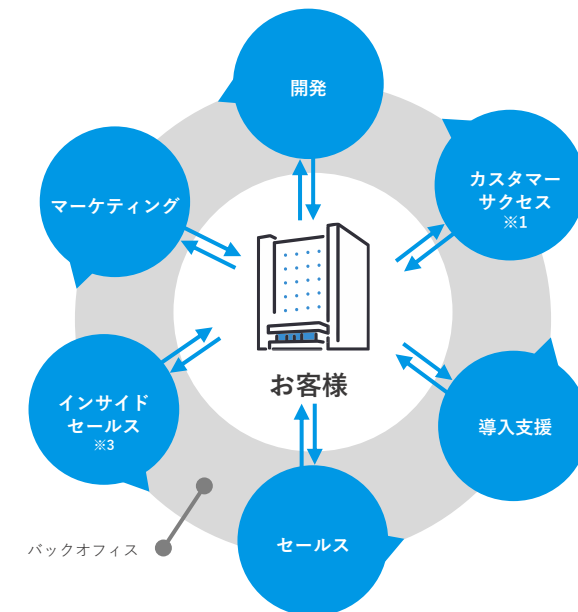 開発
カスタマー
サクセス
※1
マーケティング
お客様
インサイド
セールス
※3
導入支援
セールス
バックオフィス